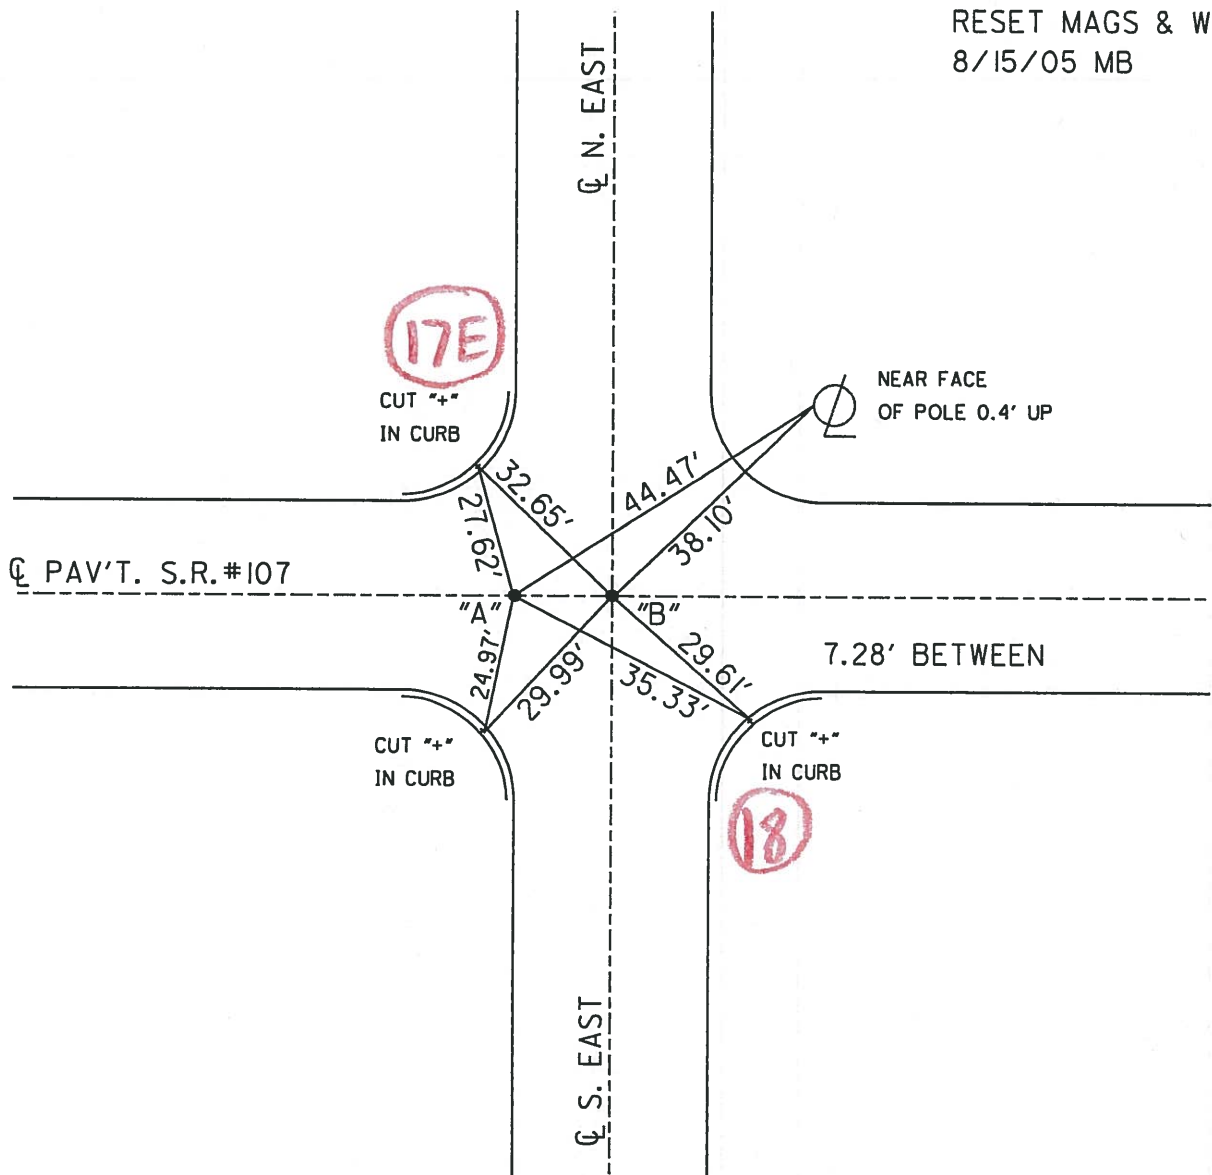 RESET MAGS & W
8/15/05 MB
℄ N. EAST
17E
CUT "+"
IN CURB
NEAR FACE
OF POLE 0.4' UP
32.65'
44.47'
27.62'
38.10'
℄ PAV'T. S.R.#107
"A"
"B"
24.97'
29.99'
29.61'
35.33'
7.28' BETWEEN
CUT "+"
IN CURB
CUT "+"
IN CURB
18
℄ S. EAST